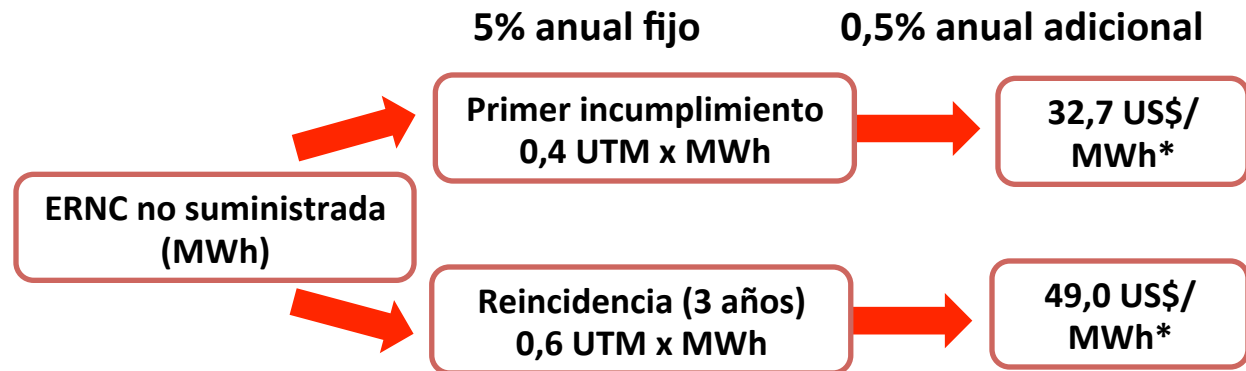 5% anual fijo
0,5% anual adicional
Primer incumplimiento
0,4 UTM x MWh
32,7 US$/
MWh*
ERNC no suministrada
(MWh)
Reincidencia (3 años)
0,6 UTM x MWh
49,0 US$/
MWh*